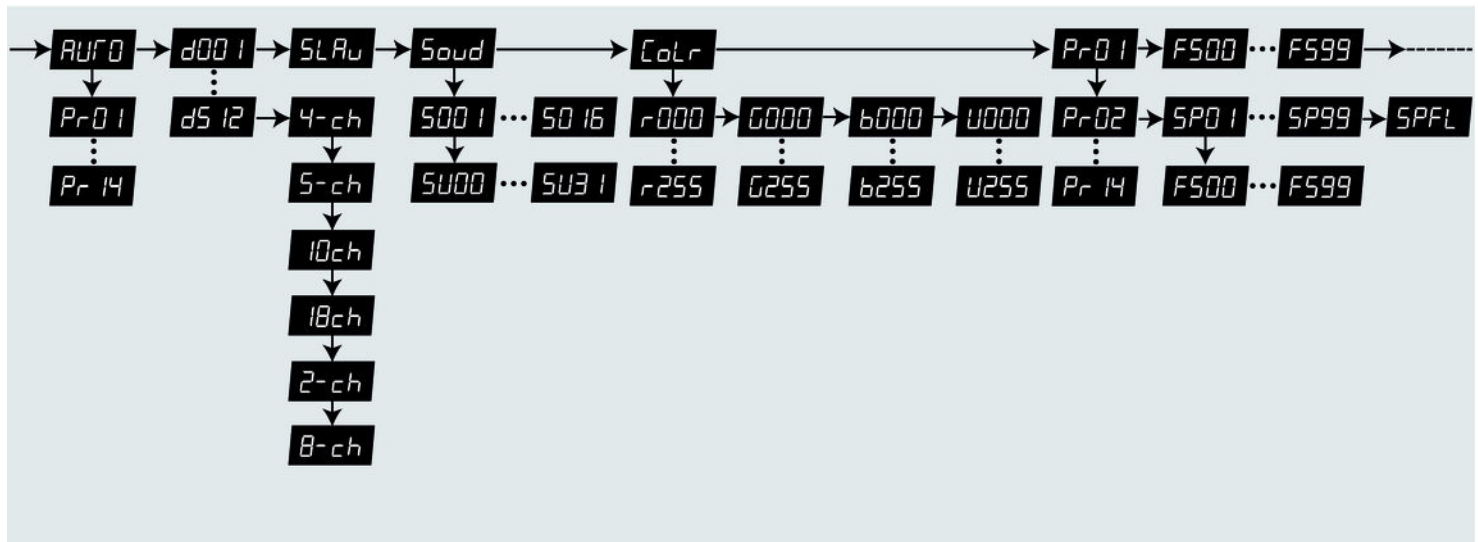 AUTO d001 SLAu Soud CoLr Pr01 FS00 ... FS99 -------
Pr01 d512 4-ch S001 ... S016 r000 G000 b000 U000 Pr02 SP01 ... SP99 SPFL
Pr14 5-ch SU00 ... SU31 r255 G255 b255 U255 Pr14 FS00 ... FS99
10ch
18ch
2-ch
8-ch